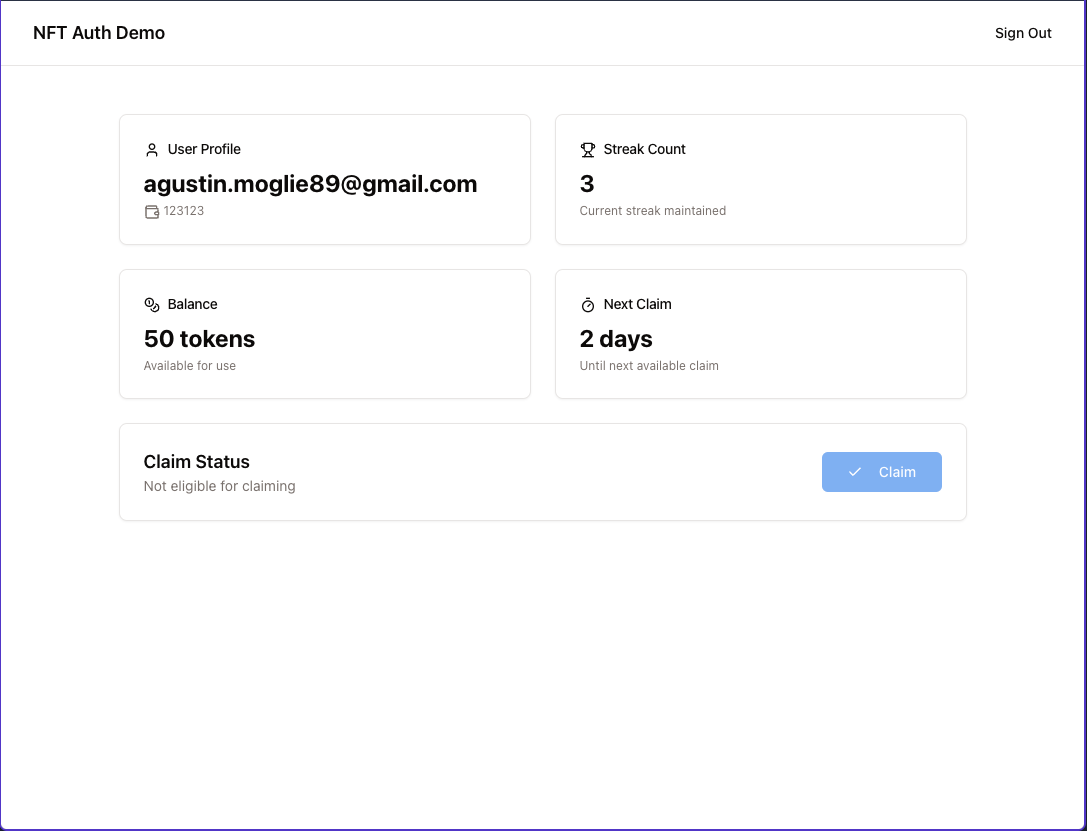 NFT Auth Demo
Sign Out
User Profile
agustin.moglie89@gmail.com
123123
Streak Count
3
Current streak maintained
Balance
50 tokens
Available for use
Next Claim
2 days
Until next available claim
Claim Status
Not eligible for claiming
Claim